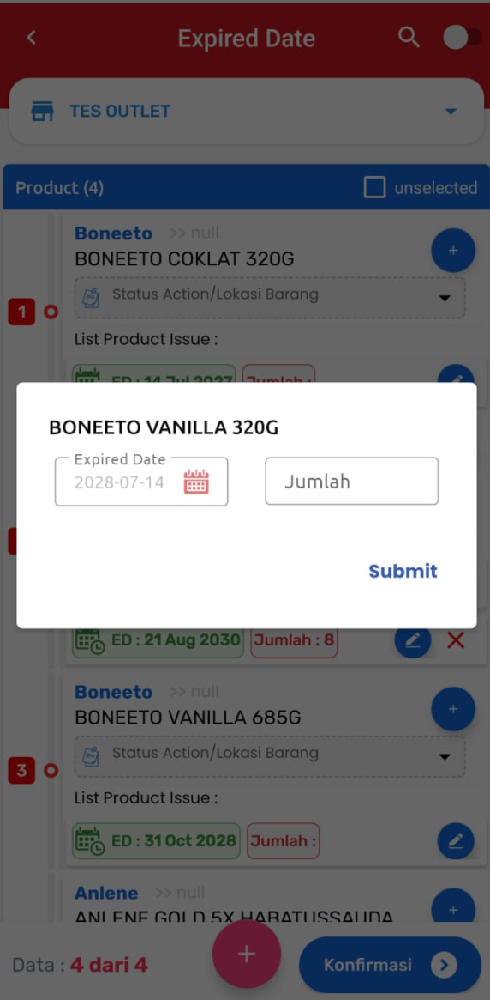 Expired Date
TES OUTLET
Product (4)
unselected
Boneeto >> null
BONEETO COKLAT 320G
1
Status Action/Lokasi Barang
List Product Issue :
ED : 14 Jul 2027 Jumlah :
BONEETO VANILLA 320G
Expired Date
2028-07-14
Jumlah
Submit
ED : 21 Aug 2030 Jumlah : 8
Boneeto >> null
BONEETO VANILLA 685G
3
Status Action/Lokasi Barang
List Product Issue :
ED : 31 Oct 2028 Jumlah :
Anlene >> null
ANLENE GOLD 5X HABATUSSAUDA
Data : 4 dari 4
Konfirmasi